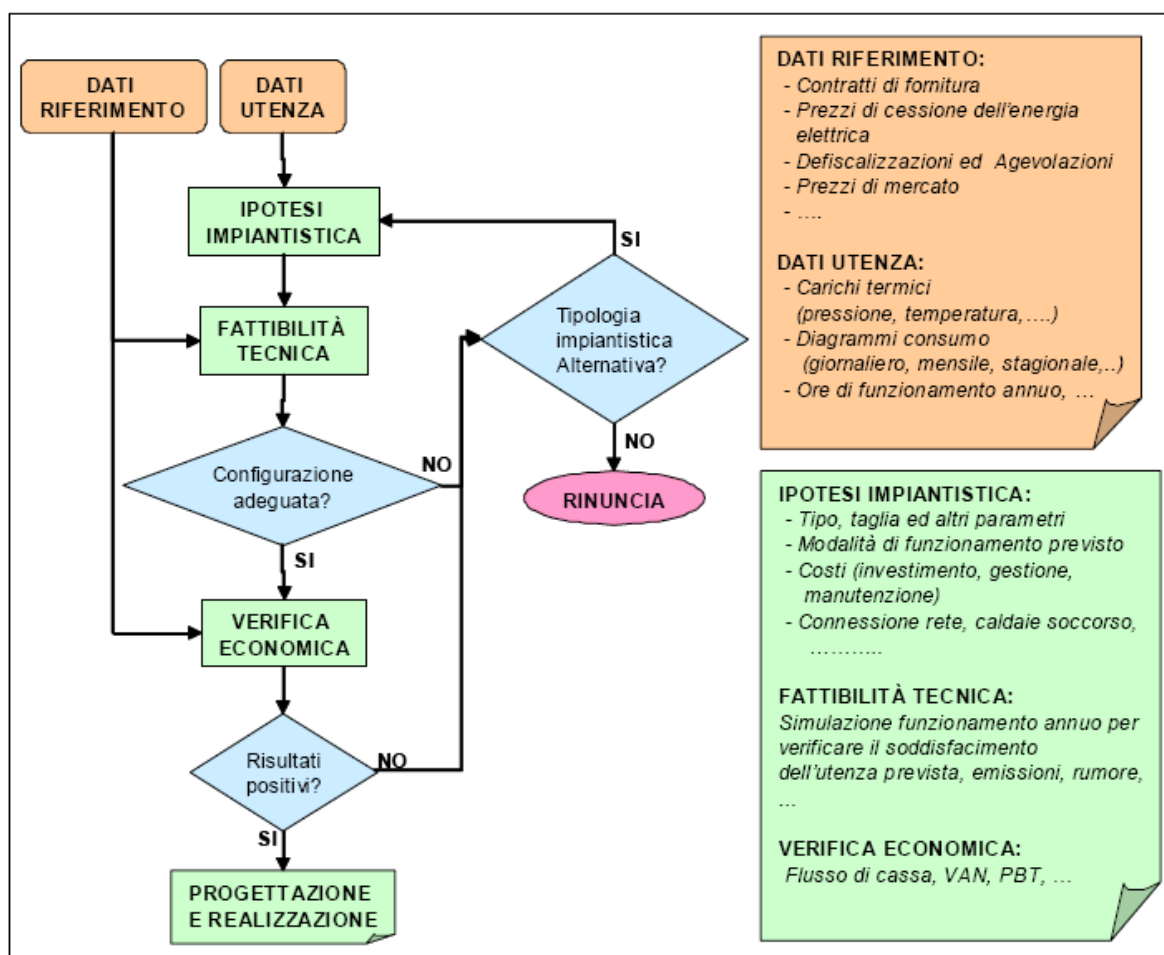 DATI
RIFERIMENTO
DATI
UTENZA
IPOTESI
IMPIANTISTICA
SI
FATTIBILITÀ
TECNICA
Tipologia
impiantistica
Alternativa?
Configurazione
adeguata?
NO
NO
RINUNCIA
SI
VERIFICA
ECONOMICA
Risultati
positivi?
NO
SI
PROGETTAZIONE
E REALIZZAZIONE
DATI RIFERIMENTO:
- Contratti di fornitura
- Prezzi di cessione dell'energia
elettrica
- Defiscalizzazioni ed Agevolazioni
- Prezzi di mercato
- ....
DATI UTENZA:
- Carichi termici
(pressione, temperatura,....)
- Diagrammi consumo
(giornaliero, mensile, stagionale,..)
- Ore di funzionamento annuo, ...
IPOTESI IMPIANTISTICA:
- Tipo, taglia ed altri parametri
- Modalità di funzionamento previsto
- Costi (investimento, gestione,
manutenzione)
- Connessione rete, caldaie soccorso,
...........
FATTIBILITÀ TECNICA:
Simulazione funzionamento annuo per
verificare il soddisfacimento
dell'utenza prevista, emissioni, rumore,
...
VERIFICA ECONOMICA:
Flusso di cassa, VAN, PBT, ...